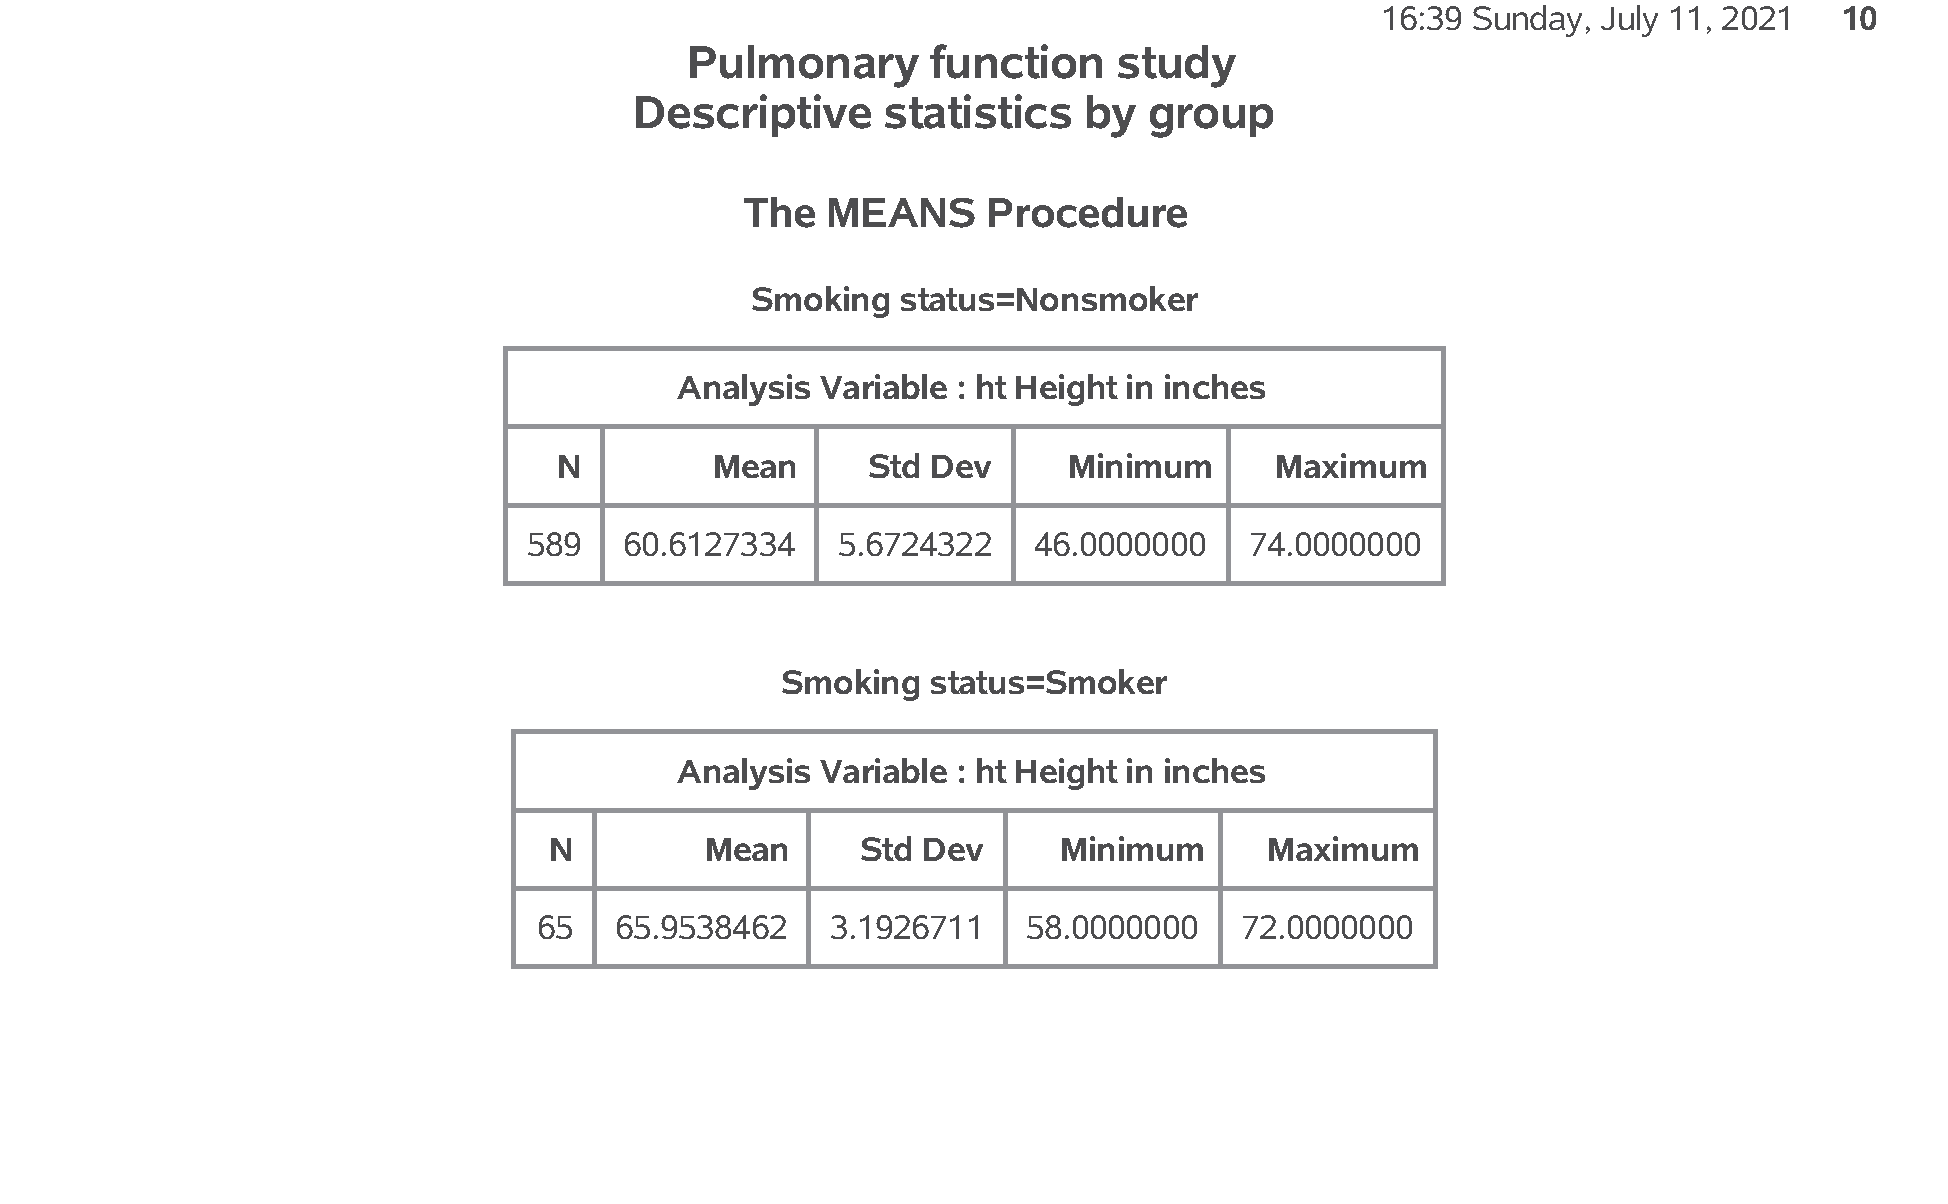 16:39 Sunday, July 11, 2021 10
Pulmonary function study
Descriptive statistics by group
The MEANS Procedure
Smoking status=Nonsmoker
Analysis Variable : ht Height in inches
N Mean Std Dev Minimum Maximum
589 60.6127334 5.6724322 46.0000000 74.0000000
Smoking status=Smoker
Analysis Variable : ht Height in inches
N Mean Std Dev Minimum Maximum
65 65.9538462 3.1926711 58.0000000 72.0000000